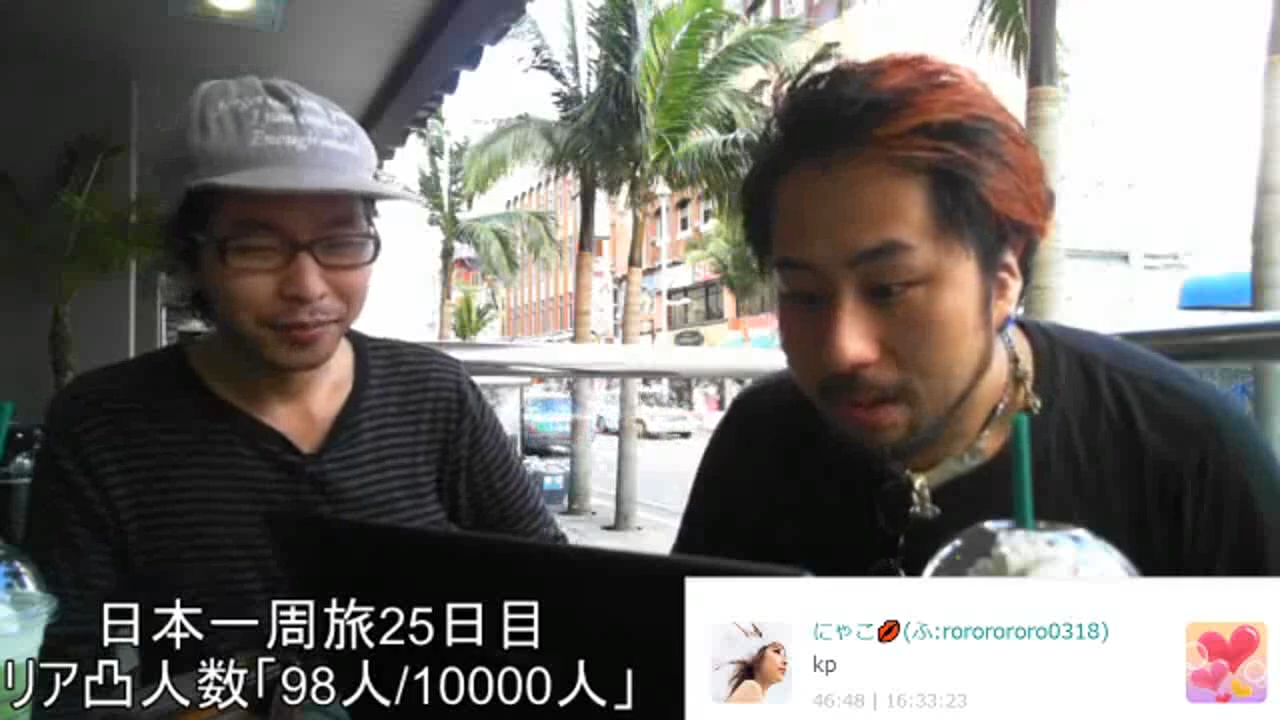 日本一周旅25日目
リア凸人数「98人/10000人」
にゃこ💋(ふ:rororororo0318)
kp
46:48 | 16:33:23